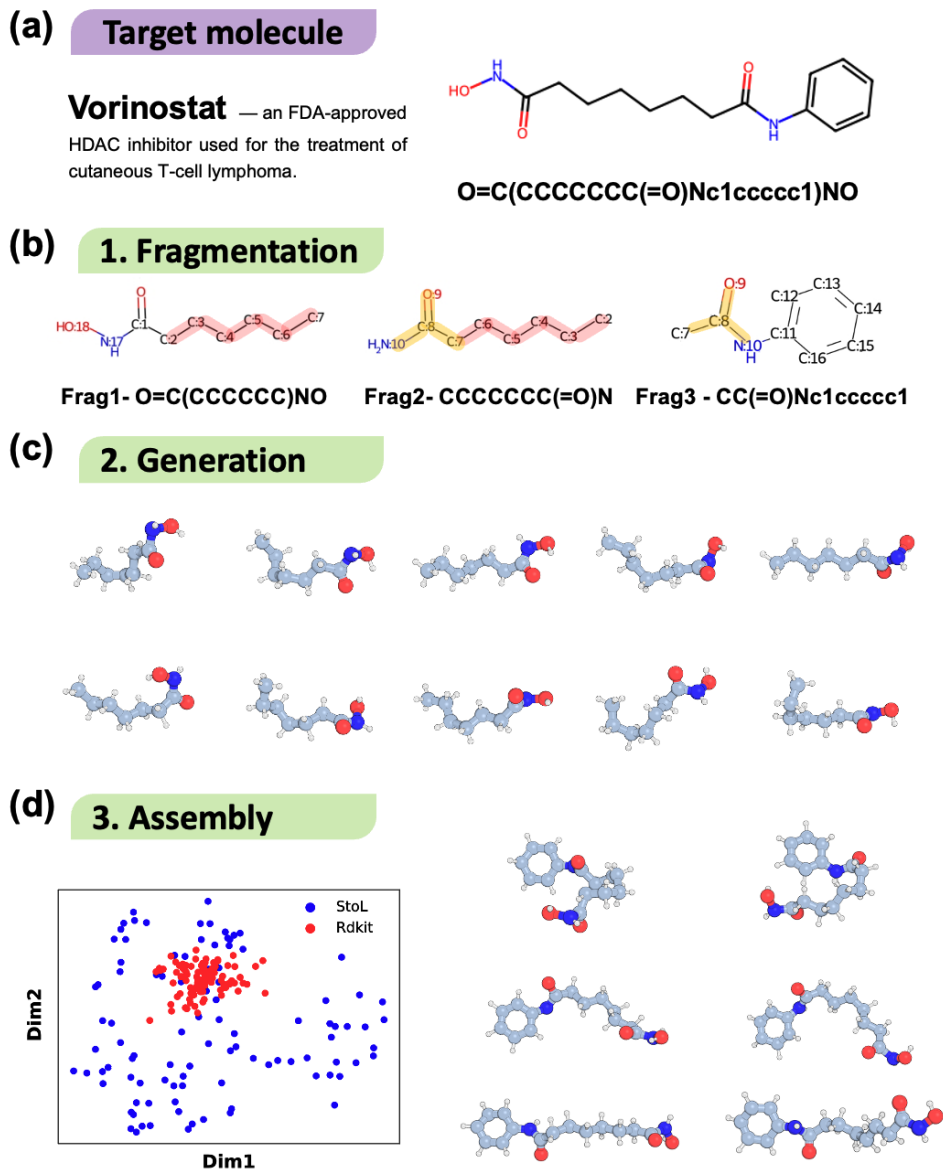 (a)
Target molecule
Vorinostat — an FDA-approved
HDAC inhibitor used for the treatment of
cutaneous T-cell lymphoma.
H
N
HO
O
O
N
H
O=C(CCCCCCC(=O)Nc1ccccc1)NO
(b)
1. Fragmentation
O
HO:18
N:17
H
C:1
C:2
C:3
C:4
C:5
C:6
C:7
O:9
H2N:10
C:8
C:7
C:6
C:5
C:4
C:3
C:2
O:9
C:7
C:8
N:10
H
C:11
C:12
C:13
C:14
C:15
C:16
Frag1- O=C(CCCCCC)NO
Frag2- CCCCCCC(=O)N
Frag3 - CC(=O)Nc1ccccc1
(c)
2. Generation
(d)
3. Assembly
StoL
Rdkit
Dim2
Dim1